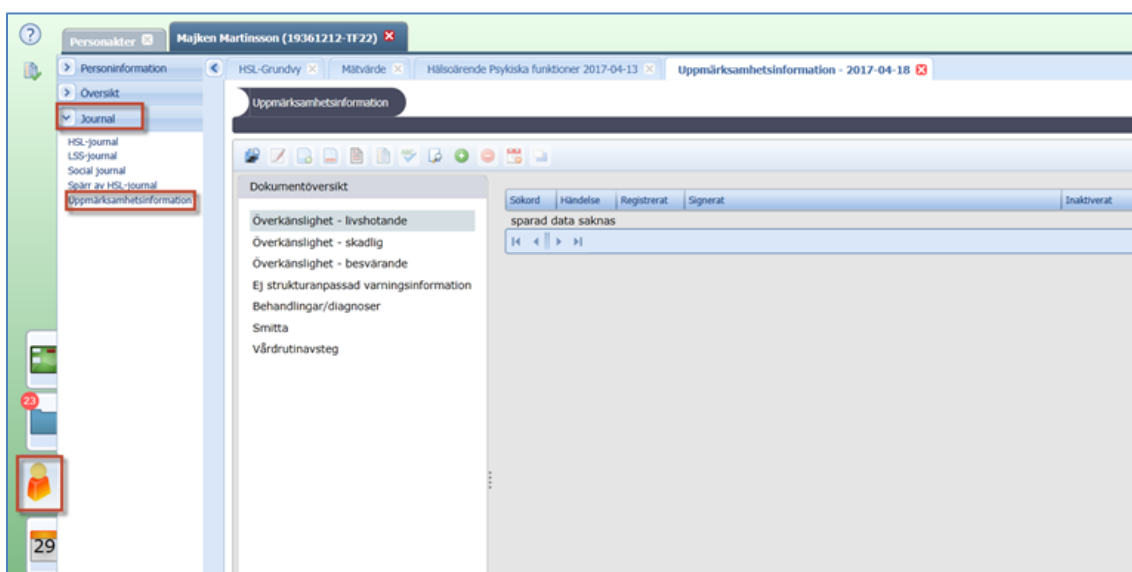 Personakter
Majken Martinsson (19361212-TF22)
Personinformation
Översikt
Journal
HSL-journal
LSS-journal
Social journal
Spärr av HSL-journal
Uppmärksamhetsinformation
HSL-Grundvy
Mätvärde
Hälsoärende Psykiska funktioner 2017-04-13
Uppmärksamhetsinformation - 2017-04-18
Uppmärksamhetsinformation
Dokumentöversikt
Överkänslighet - livshotande
Överkänslighet - skadlig
Överkänslighet - besvärande
Ej strukturanpassad varningsinformation
Behandlingar/diagnoser
Smitta
Vårdrutinavsteg
Sökord Händelse Registrerat Signerat Inaktiverat
sparad data saknas
23
29